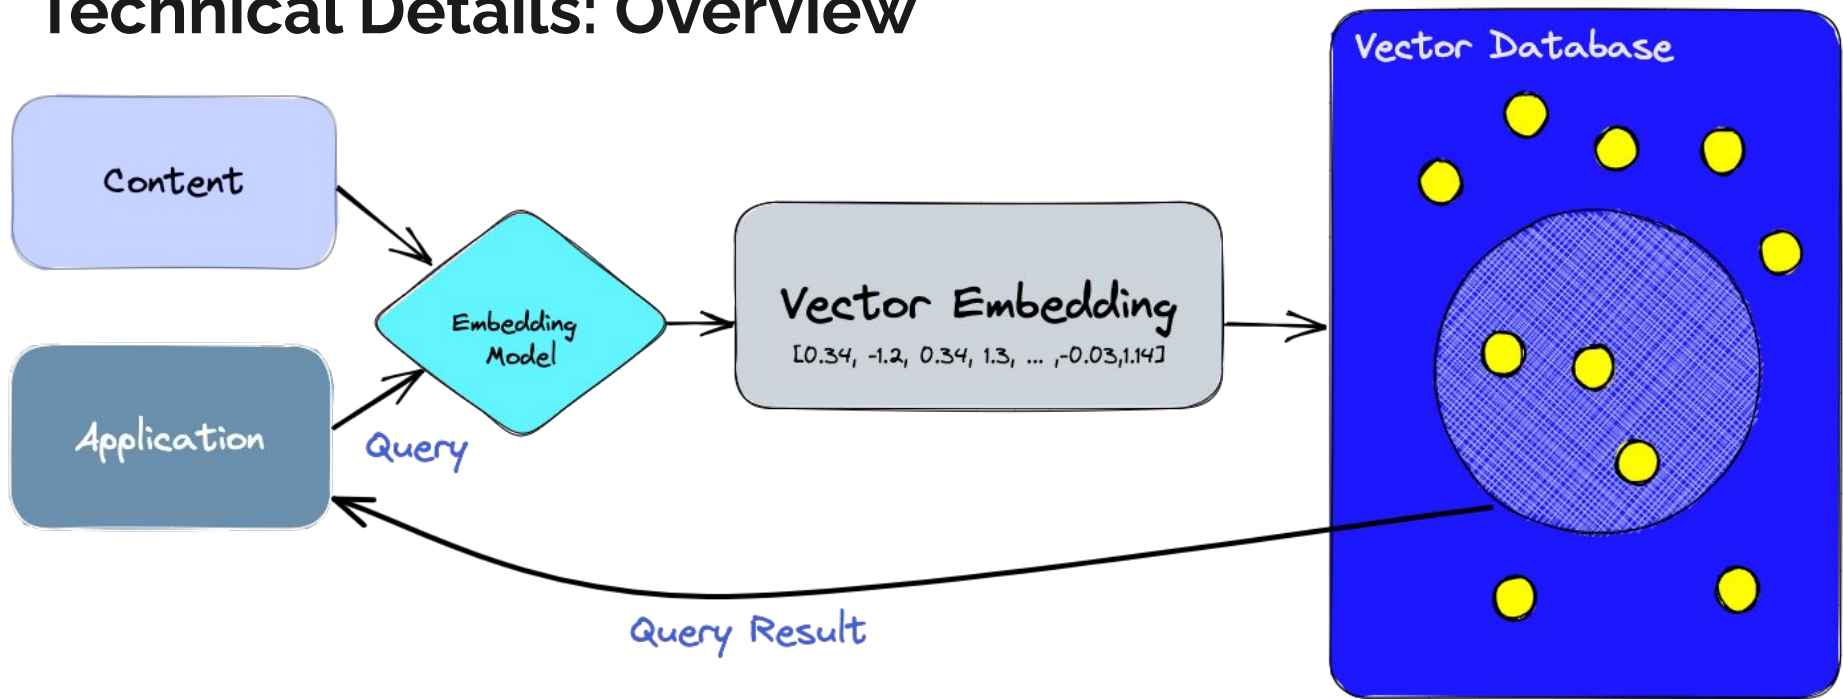 Technical Details: Overview
Vector Database
Content
Embedding
Model
Vector Embedding
[0.34, -1.2, 0.34, 1.3, ... ,-0.03,1.14]
Application
Query
Query Result